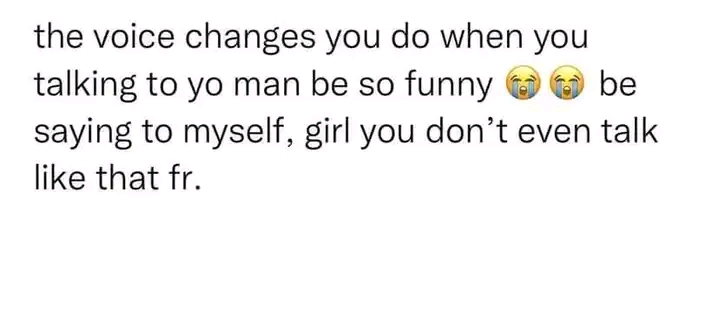 the voice changes you do when you
talking to yo man be so funny 😭😭 be
saying to myself, girl you don’t even talk
like that fr.